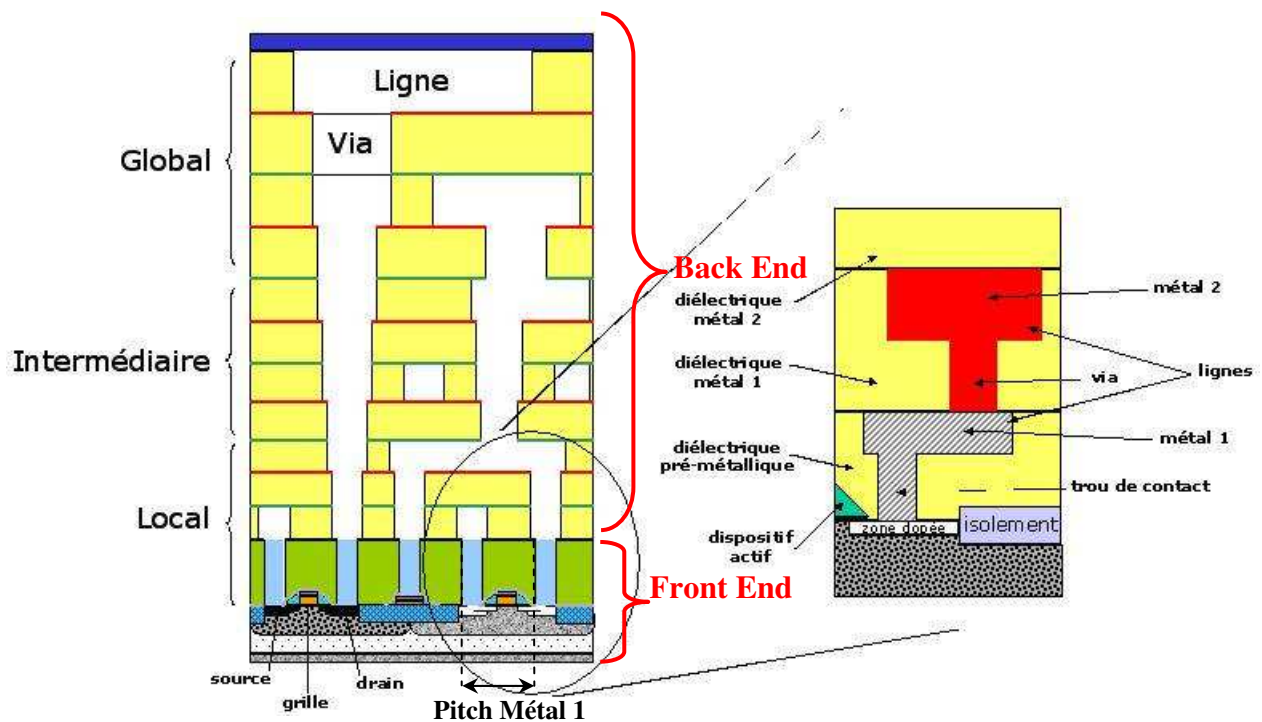 Ligne
Via
Global
Intermédiaire
Local
Back End
Front End
source
grille
drain
Pitch Métal 1
diélectrique
métal 2
diélectrique
métal 1
diélectrique
pré-métallique
dispositif
actif
zone dopée
isolement
métal 2
lignes
via
métal 1
trou de contact